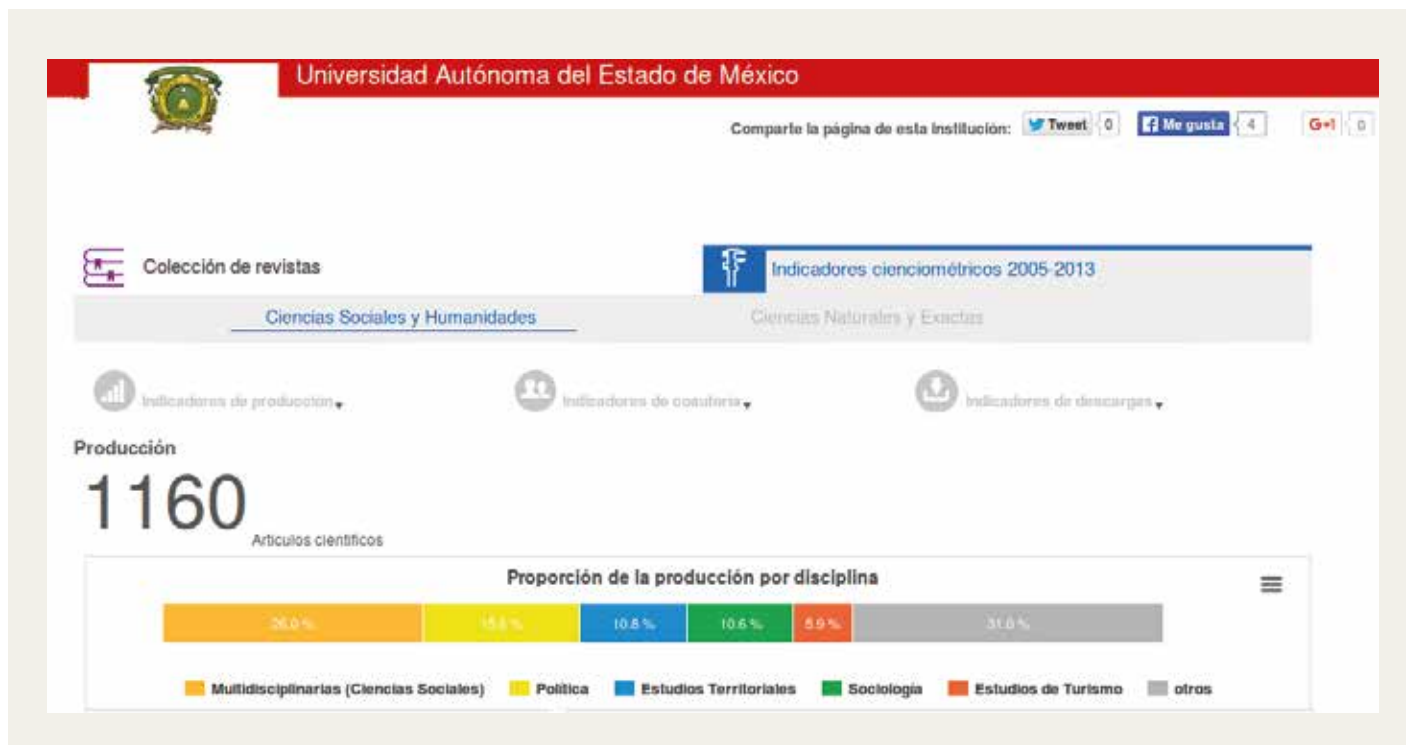 Universidad Autónoma del Estado de México
Comparte la página de esta institución: Tweet 0 Me gusta 4 G+1 0
Colección de revistas Indicadores cienciométricos 2005-2013
Ciencias Sociales y Humanidades Ciencias Naturales y Exactas
Indicadores de producción Indicadores de coautoría Indicadores de descargas
Producción
1160
Artículos científicos
Proporción de la producción por disciplina
26.0 % 10.8 % 10.6 % 5.9 % 31.0 %
Multidisciplinarias (Ciencias Sociales) Política Estudios Territoriales Sociología Estudios de Turismo otros